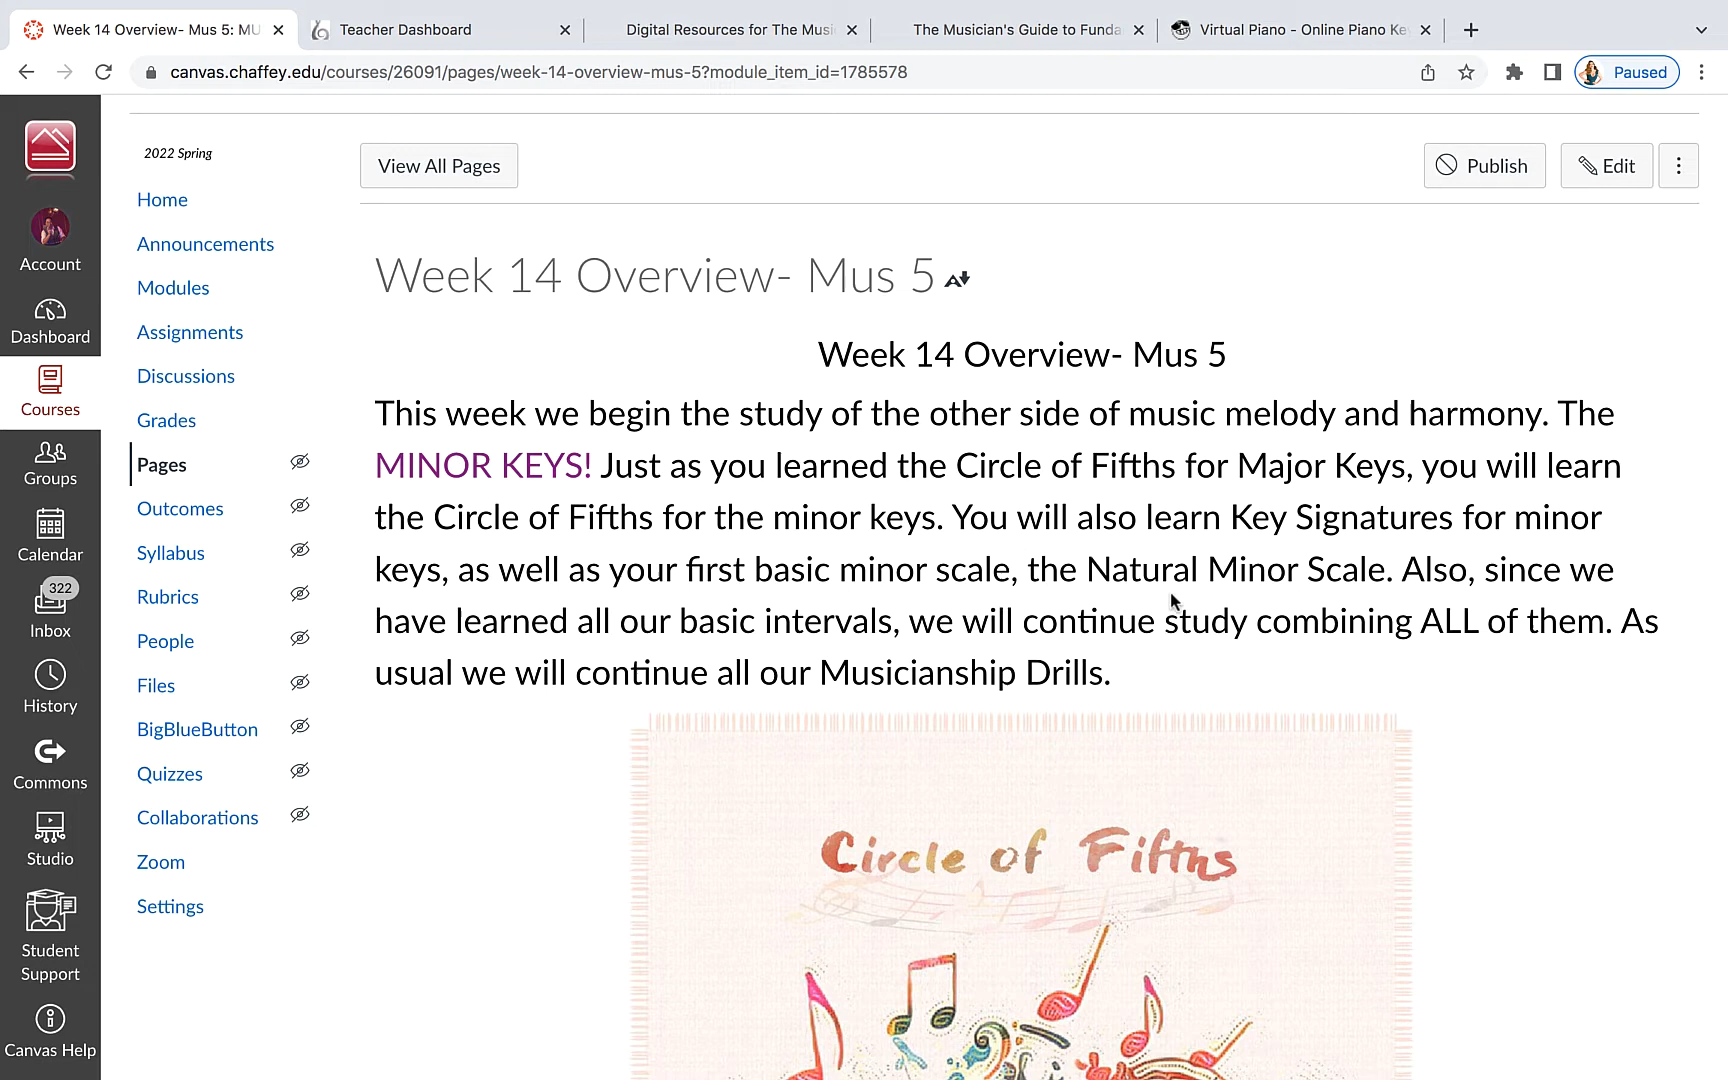 Week 14 Overview- Mus 5: MU
Teacher Dashboard
Digital Resources for The Musi
The Musician's Guide to Funda
Virtual Piano - Online Piano Ke
canvas.chaffey.edu/courses/26091/pages/week-14-overview-mus-5?module_item_id=1785578
Paused
Account
Dashboard
Courses
Groups
Calendar
322
Inbox
History
Commons
Studio
Student
Support
Canvas Help
2022 Spring
Home
Announcements
Modules
Assignments
Discussions
Grades
Pages
Outcomes
Syllabus
Rubrics
People
Files
BigBlueButton
Quizzes
Collaborations
Zoom
Settings
View All Pages
Publish
Edit
Week 14 Overview- Mus 5
Week 14 Overview- Mus 5
This week we begin the study of the other side of music melody and harmony. The
MINOR KEYS! Just as you learned the Circle of Fifths for Major Keys, you will learn
the Circle of Fifths for the minor keys. You will also learn Key Signatures for minor
keys, as well as your first basic minor scale, the Natural Minor Scale. Also, since we
have learned all our basic intervals, we will continue study combining ALL of them. As
usual we will continue all our Musicianship Drills.
Circle of Fifths